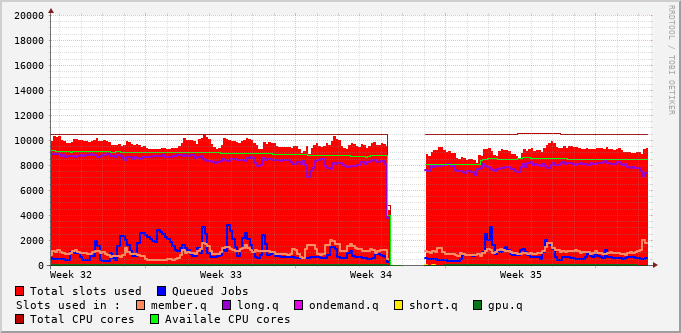 RRDTOOL / TOBI OETIKER
20000
18000
16000
14000
12000
10000
8000
6000
4000
2000
0
Week 32 Week 33 Week 34 Week 35
Total slots used Queued Jobs
Slots used in : member.q long.q ondemand.q short.q gpu.q
Total CPU cores Availale CPU cores